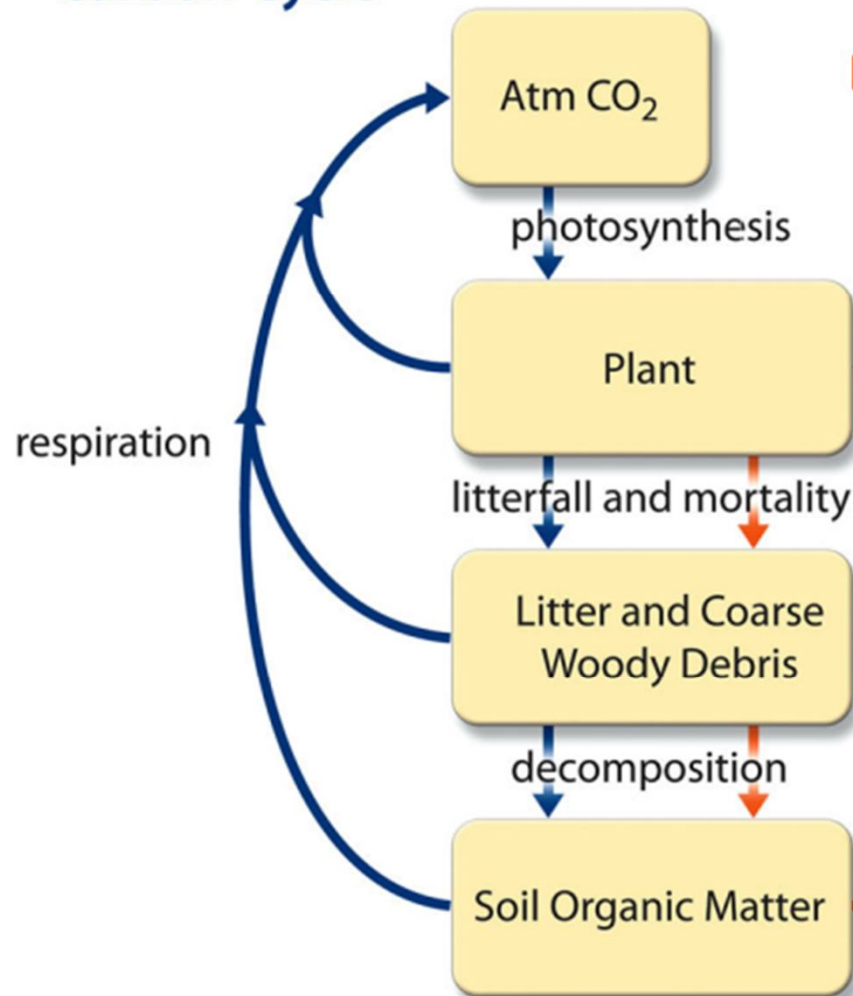 Atm CO₂
photosynthesis
Plant
respiration
litterfall and mortality
Litter and Coarse
Woody Debris
decomposition
Soil Organic Matter